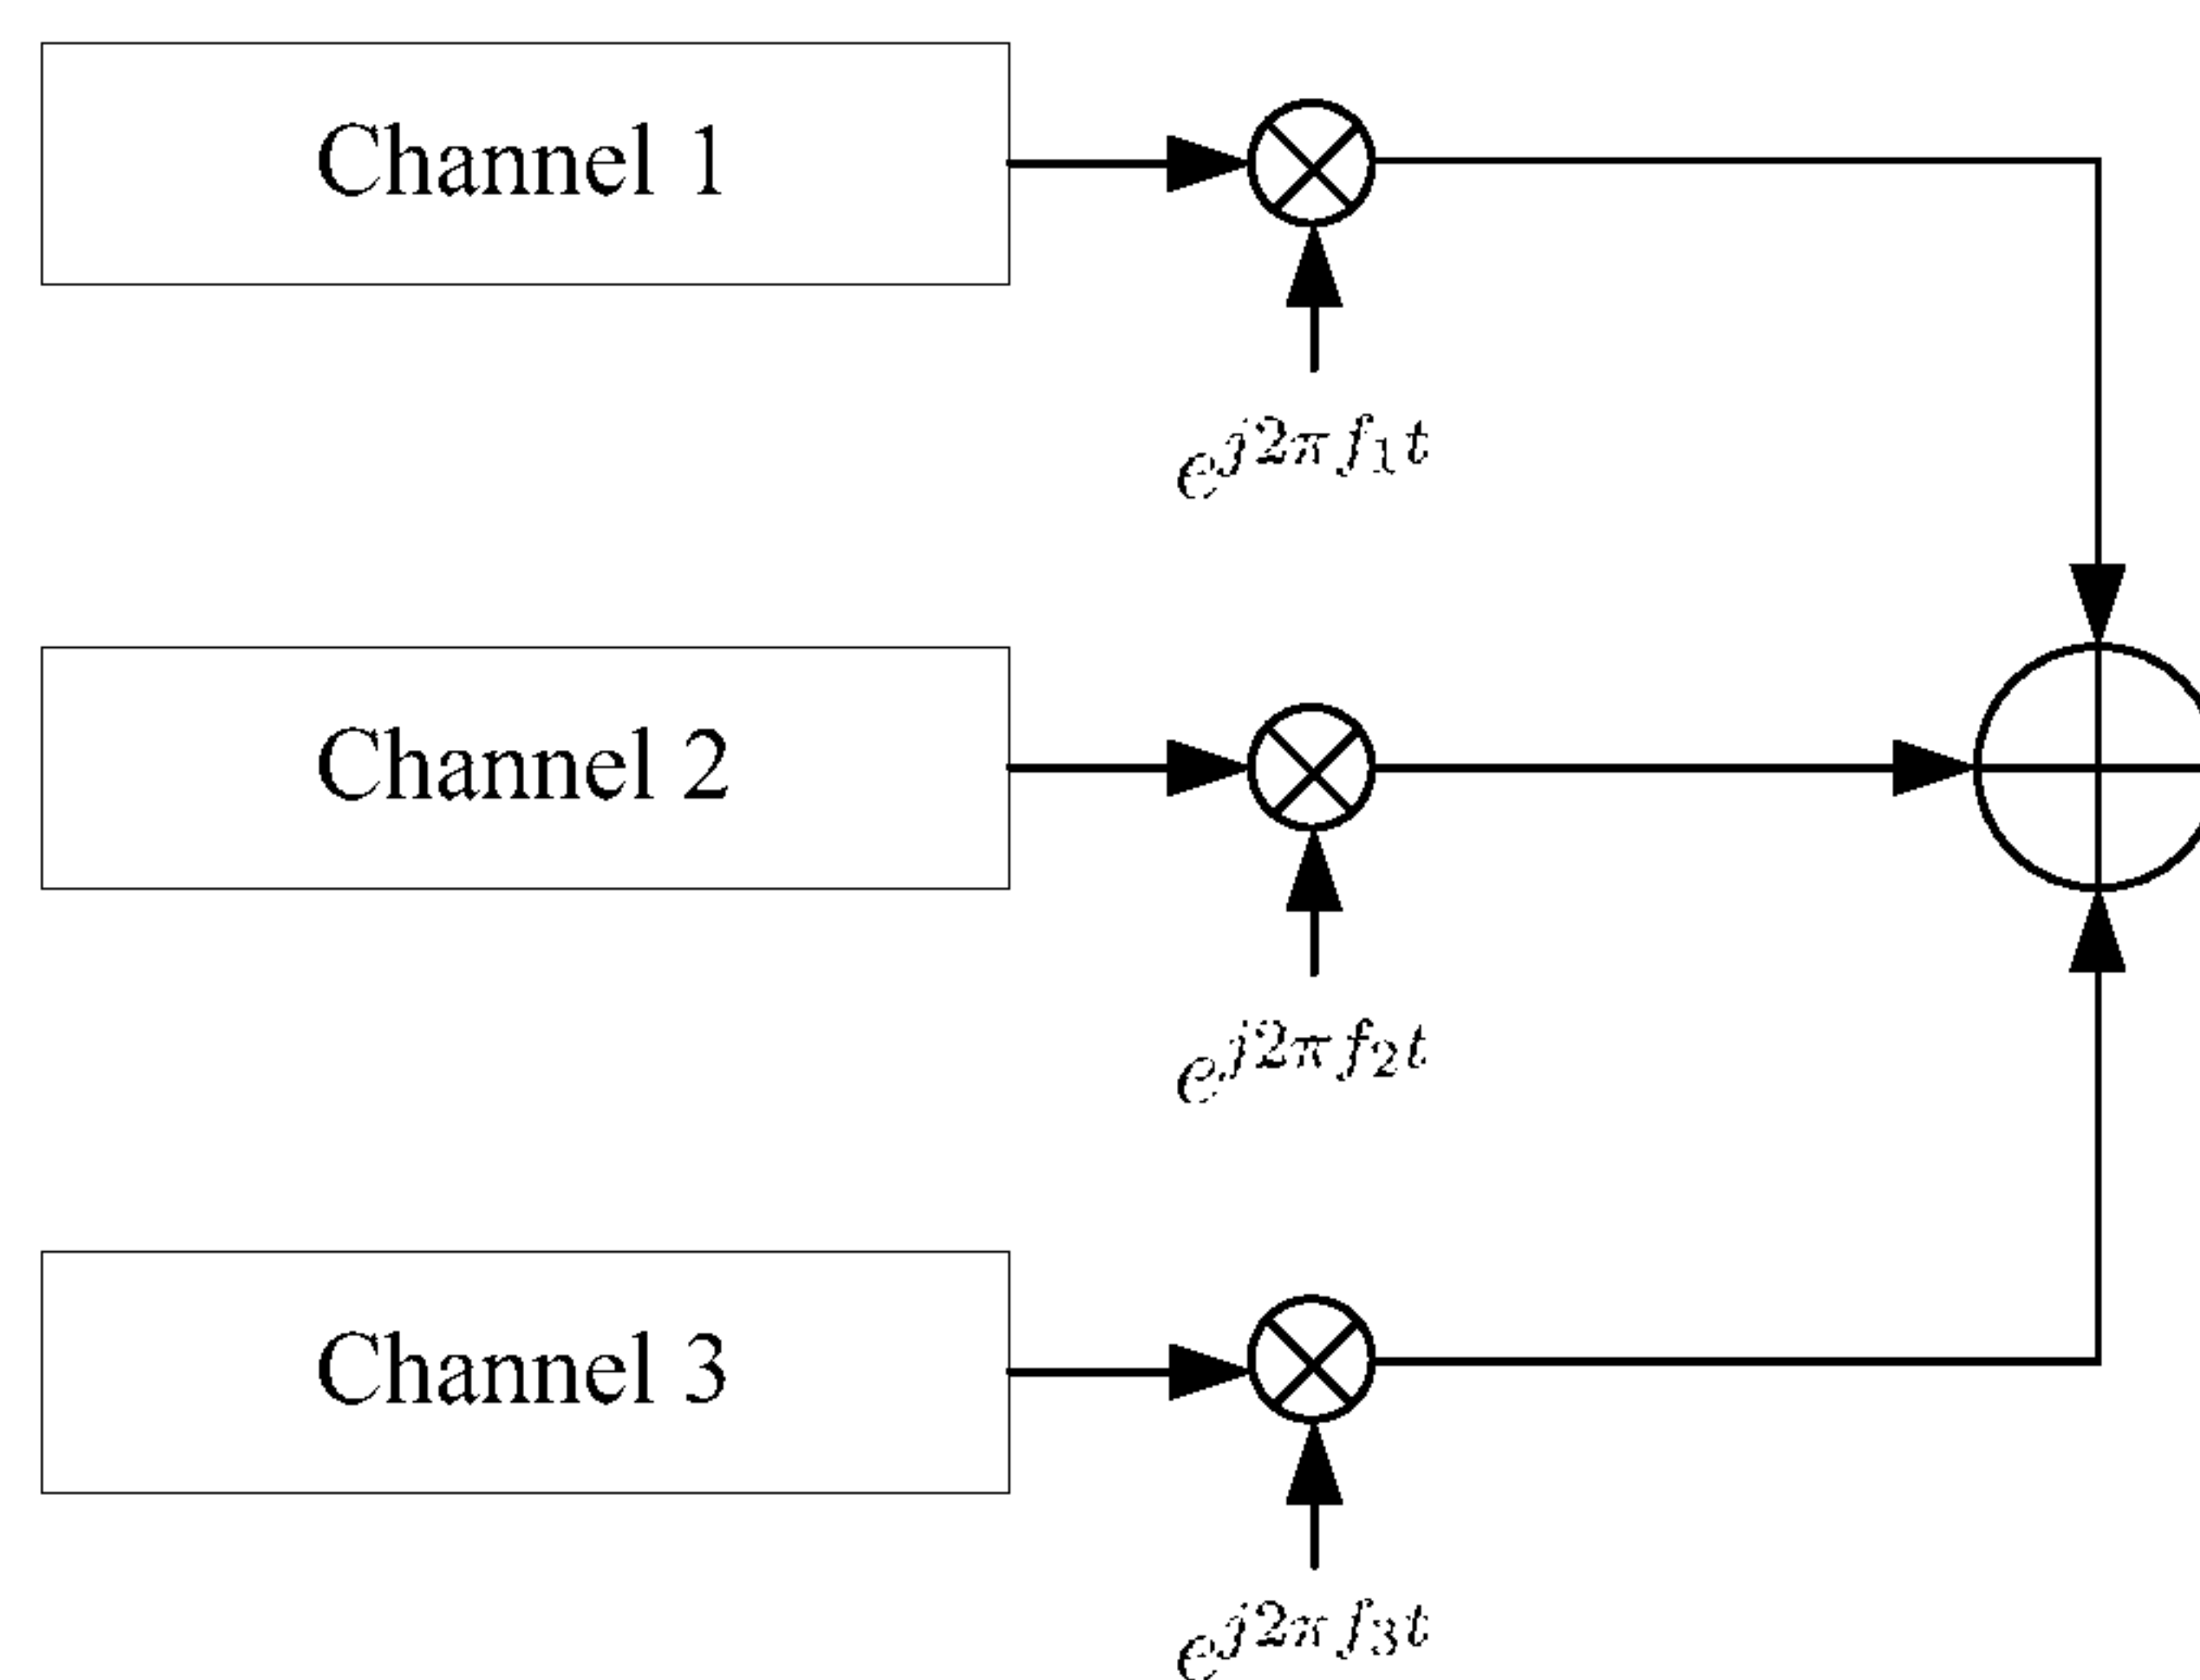 Channel 1
e^{j2πf_1t}
Channel 2
e^{j2πf_2t}
Channel 3
e^{j2πf_3t}